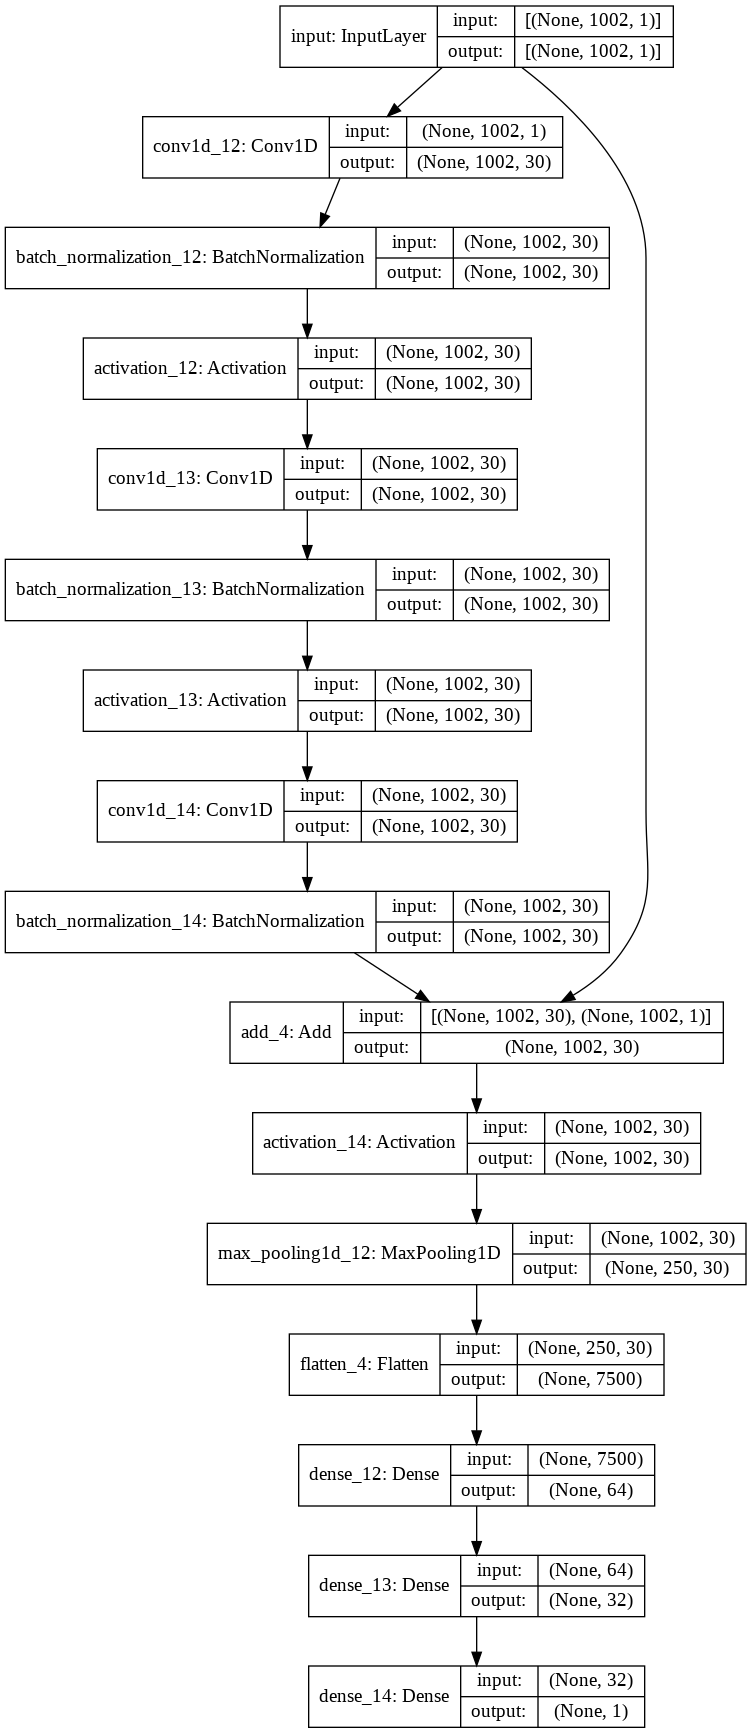 input: InputLayer
input: [(None, 1002, 1)]
output: [(None, 1002, 1)]
conv1d_12: Conv1D
input: (None, 1002, 1)
output: (None, 1002, 30)
batch_normalization_12: BatchNormalization
input: (None, 1002, 30)
output: (None, 1002, 30)
activation_12: Activation
input: (None, 1002, 30)
output: (None, 1002, 30)
conv1d_13: Conv1D
input: (None, 1002, 30)
output: (None, 1002, 30)
batch_normalization_13: BatchNormalization
input: (None, 1002, 30)
output: (None, 1002, 30)
activation_13: Activation
input: (None, 1002, 30)
output: (None, 1002, 30)
conv1d_14: Conv1D
input: (None, 1002, 30)
output: (None, 1002, 30)
batch_normalization_14: BatchNormalization
input: (None, 1002, 30)
output: (None, 1002, 30)
add_4: Add
input: [(None, 1002, 30), (None, 1002, 1)]
output: (None, 1002, 30)
activation_14: Activation
input: (None, 1002, 30)
output: (None, 1002, 30)
max_pooling1d_12: MaxPooling1D
input: (None, 1002, 30)
output: (None, 250, 30)
flatten_4: Flatten
input: (None, 250, 30)
output: (None, 7500)
dense_12: Dense
input: (None, 7500)
output: (None, 64)
dense_13: Dense
input: (None, 64)
output: (None, 32)
dense_14: Dense
input: (None, 32)
output: (None, 1)